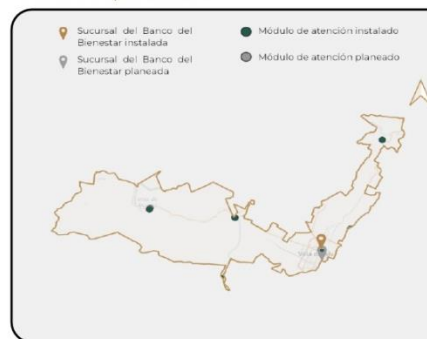 Sucursal del Banco del
Bienestar instalada
Sucursal del Banco del
Bienestar planeada
Módulo de atención instalado
Módulo de atención planeado